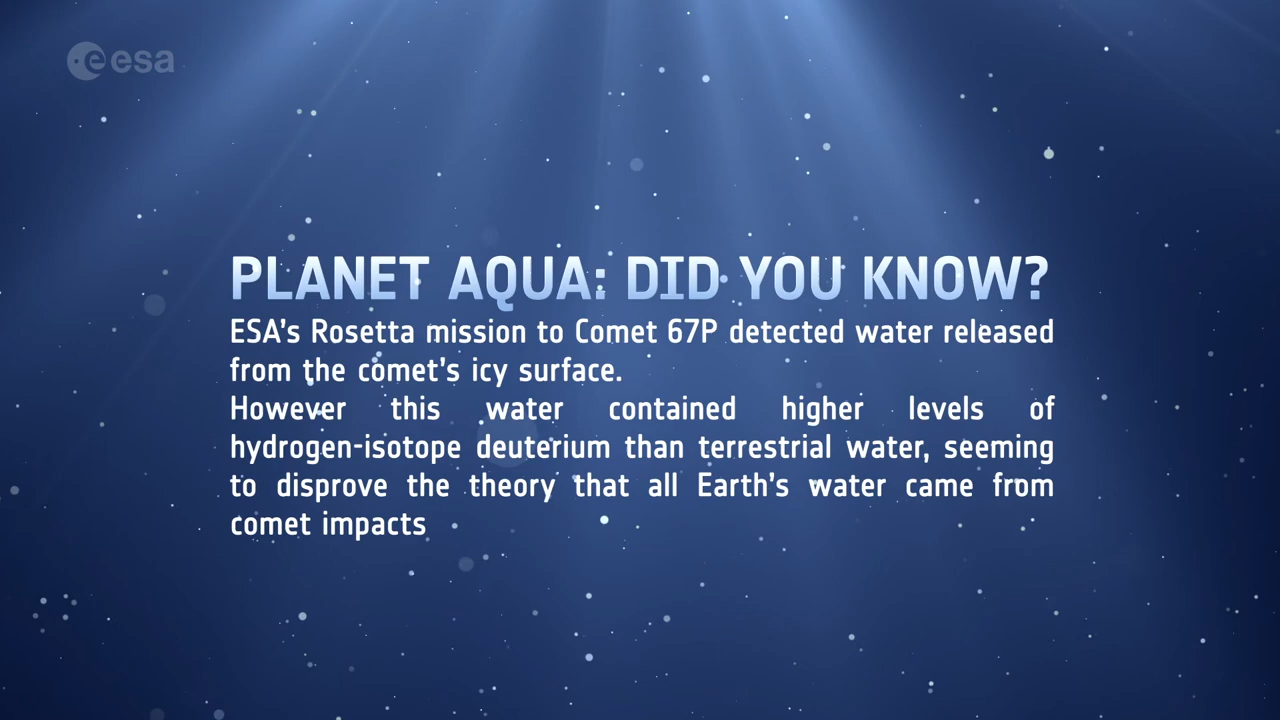 esa
PLANET AQUA: DID YOU KNOW?
ESA's Rosetta mission to Comet 67P detected water released
from the comet's icy surface.
However this water contained higher levels of
hydrogen-isotope deuterium than terrestrial water, seeming
to disprove the theory that all Earth's water came from
comet impacts